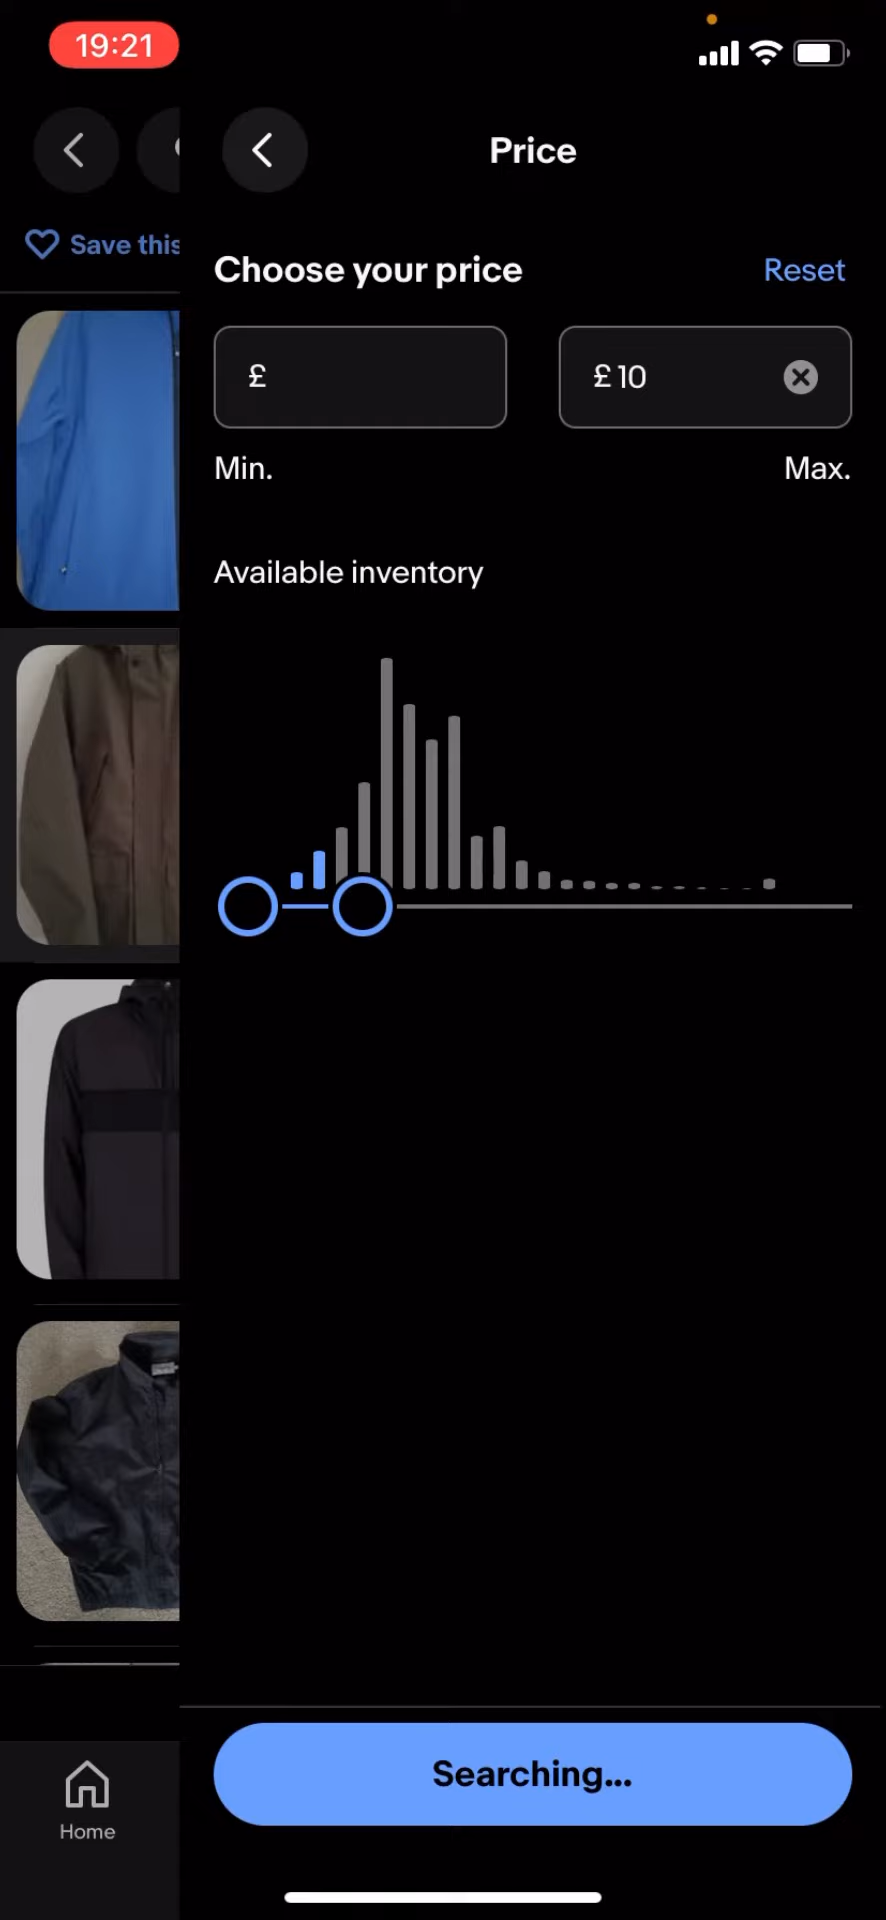 19:21
Price
Save this
Choose your price
Reset
£
£ 10
Min.
Max.
Available inventory
Searching...
Home